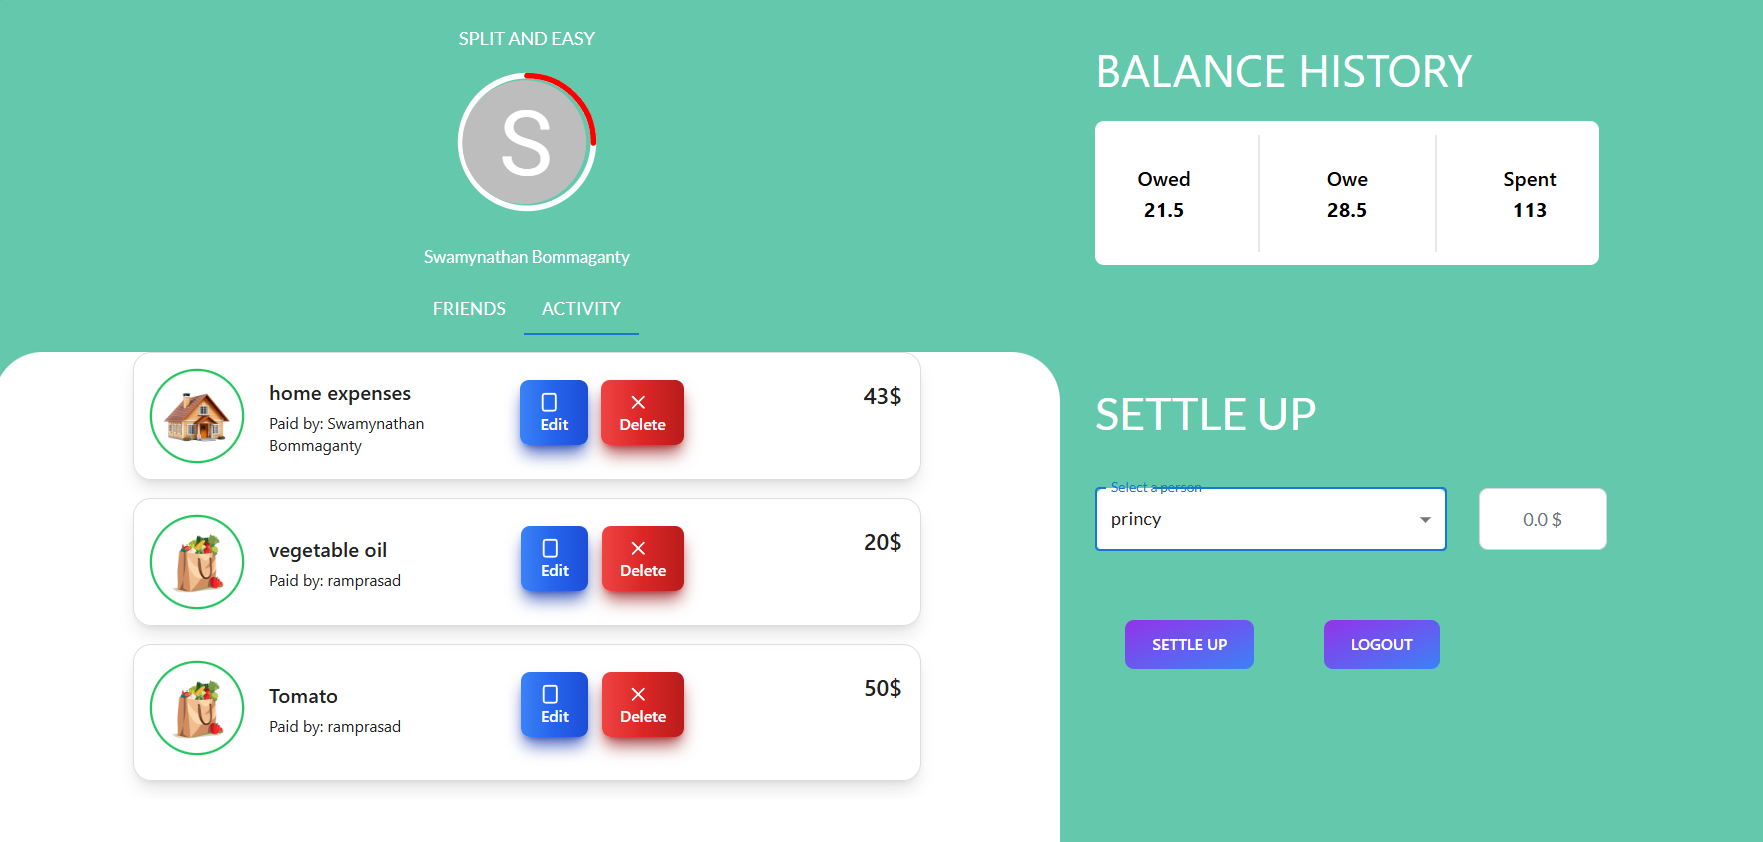 SPLIT AND EASY
S
Swamynathan Bommaganty
FRIENDS ACTIVITY
home expenses
Paid by: Swamynathan
Bommaganty
Edit
Delete
43$
vegetable oil
Paid by: ramprasad
Edit
Delete
20$
Tomato
Paid by: ramprasad
Edit
Delete
50$
BALANCE HISTORY
Owed
21.5
Owe
28.5
Spent
113
SETTLE UP
Select a person
princy
0.0 $
SETTLE UP
LOGOUT